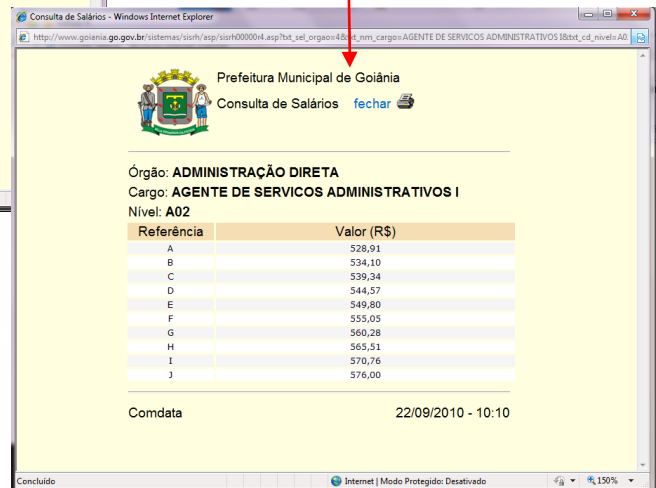 Consulta de Salários - Windows Internet Explorer
http://www.goiania.go.gov.br/sistemas/sisrh/asp/sisrh00000r4.asp?txt_sel_orgao=4&txt_nm_cargo=AGENTE DE SERVICOS ADMINISTRATIVOS I&txt_cd_nivel=A0
Prefeitura Municipal de Goiânia
Consulta de Salários fechar
Órgão: ADMINISTRAÇÃO DIRETA
Cargo: AGENTE DE SERVICOS ADMINISTRATIVOS I
Nível: A02
Referência Valor (R$)
A 528,91
B 534,10
C 539,34
D 544,57
E 549,80
F 555,05
G 560,28
H 565,51
I 570,76
J 576,00
Comdata 22/09/2010 - 10:10
Concluído Internet | Modo Protegido: Desativado 150%